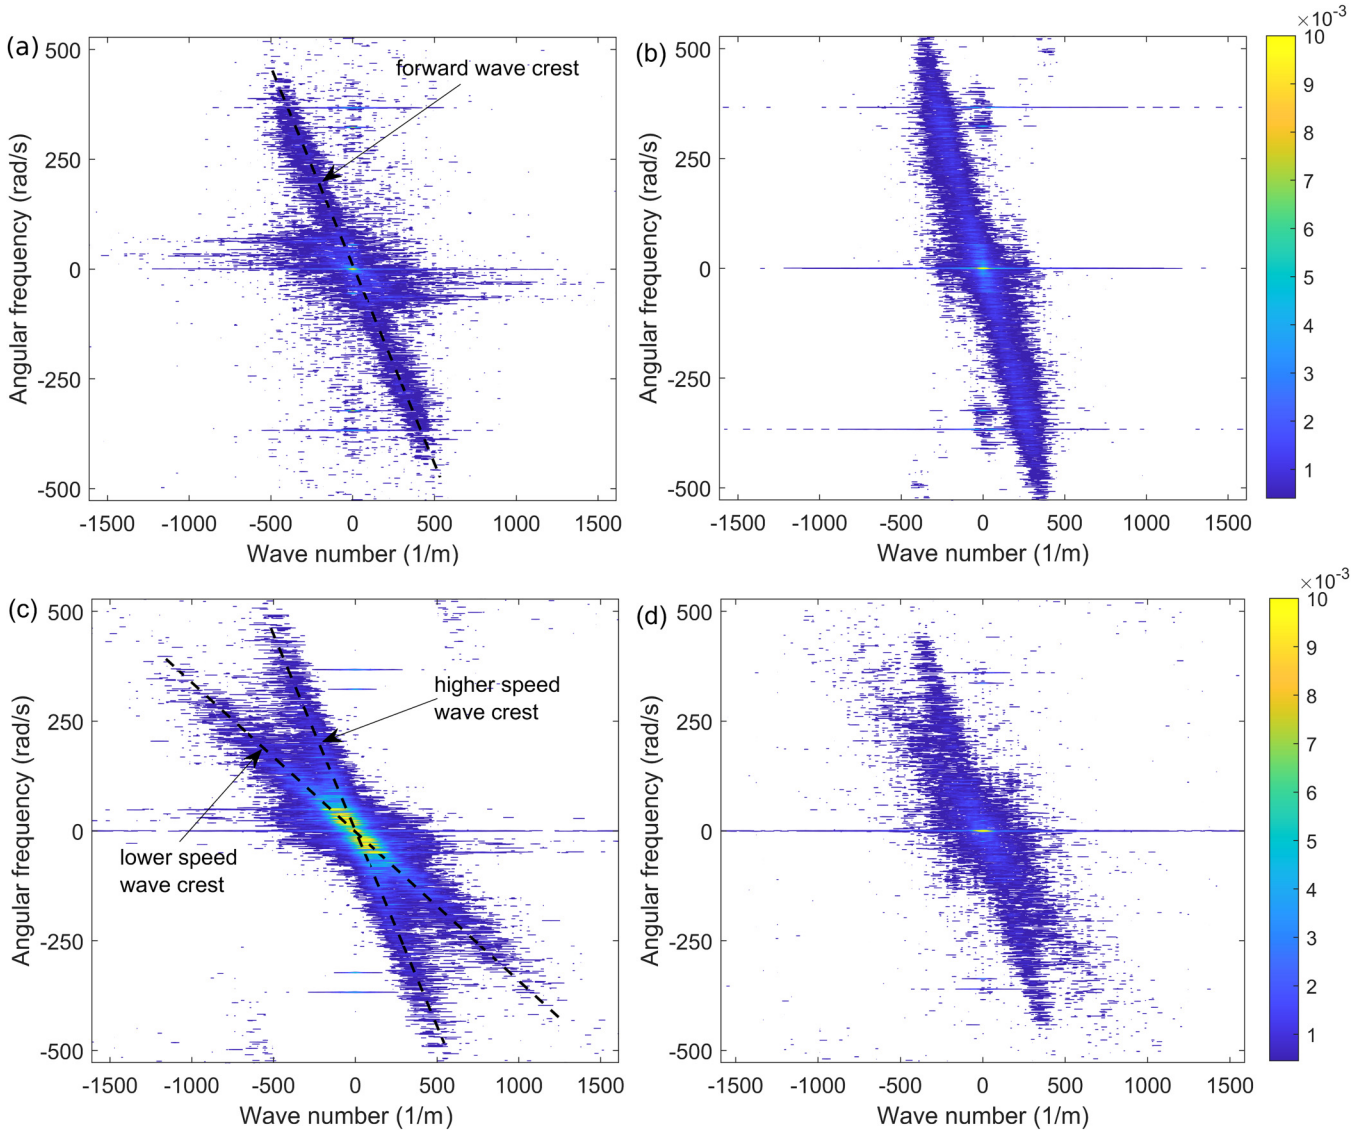 (a)
500
250
0
-250
-500
Angular frequency (rad/s)
forward wave crest
-1500 -1000 -500 0 500 1000 1500
Wave number (1/m)
(b)
500
250
0
-250
-500
Angular frequency (rad/s)
-1500 -1000 -500 0 500 1000 1500
Wave number (1/m)
×10-3
10
9
8
7
6
5
4
3
2
1
(c)
500
250
0
-250
-500
Angular frequency (rad/s)
higher speed
wave crest
lower speed
wave crest
-1500 -1000 -500 0 500 1000 1500
Wave number (1/m)
(d)
500
250
0
-250
-500
Angular frequency (rad/s)
-1500 -1000 -500 0 500 1000 1500
Wave number (1/m)
×10-3
10
9
8
7
6
5
4
3
2
1